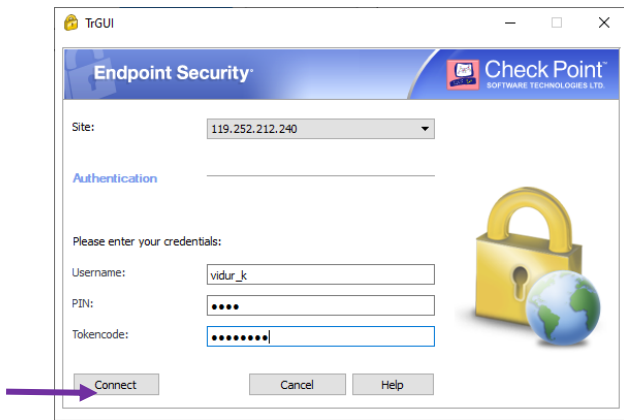 TrGUI
Endpoint Security
Check Point™
SOFTWARE TECHNOLOGIES LTD.
Site: 119.252.212.240
Authentication
Please enter your credentials:
Username: vidur_k
PIN: ••••
Tokencode: ••••••••
Connect Cancel Help